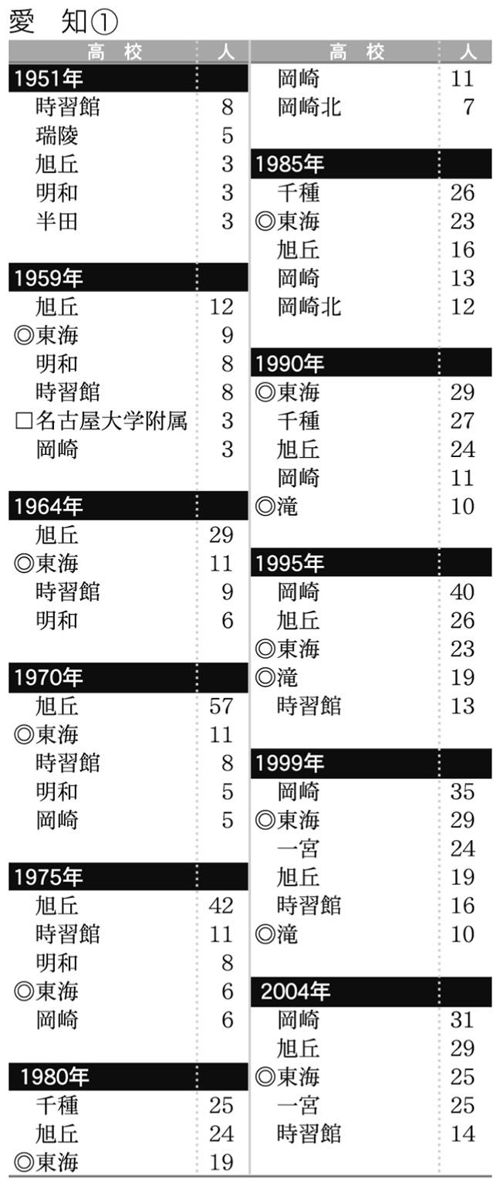 愛 知①
高 校 人
1951年
時習館 8
瑞陵 5
旭丘 3
明和 3
半田 3
1959年
旭丘 12
◎東海 9
明和 8
時習館 8
□名古屋大学附属 3
岡崎 3
1964年
旭丘 29
◎東海 11
時習館 9
明和 6
1970年
旭丘 57
◎東海 11
時習館 8
明和 5
岡崎 5
1975年
旭丘 42
時習館 11
明和 8
◎東海 6
岡崎 6
1980年
千種 25
旭丘 24
◎東海 19
高 校 人
岡崎 11
岡崎北 7
1985年
千種 26
◎東海 23
旭丘 16
岡崎 13
岡崎北 12
1990年
◎東海 29
千種 27
旭丘 24
岡崎 11
◎滝 10
1995年
岡崎 40
旭丘 26
◎東海 23
◎滝 19
時習館 13
1999年
岡崎 35
◎東海 29
一宮 24
旭丘 19
時習館 16
◎滝 10
2004年
岡崎 31
旭丘 29
◎東海 25
一宮 25
時習館 14